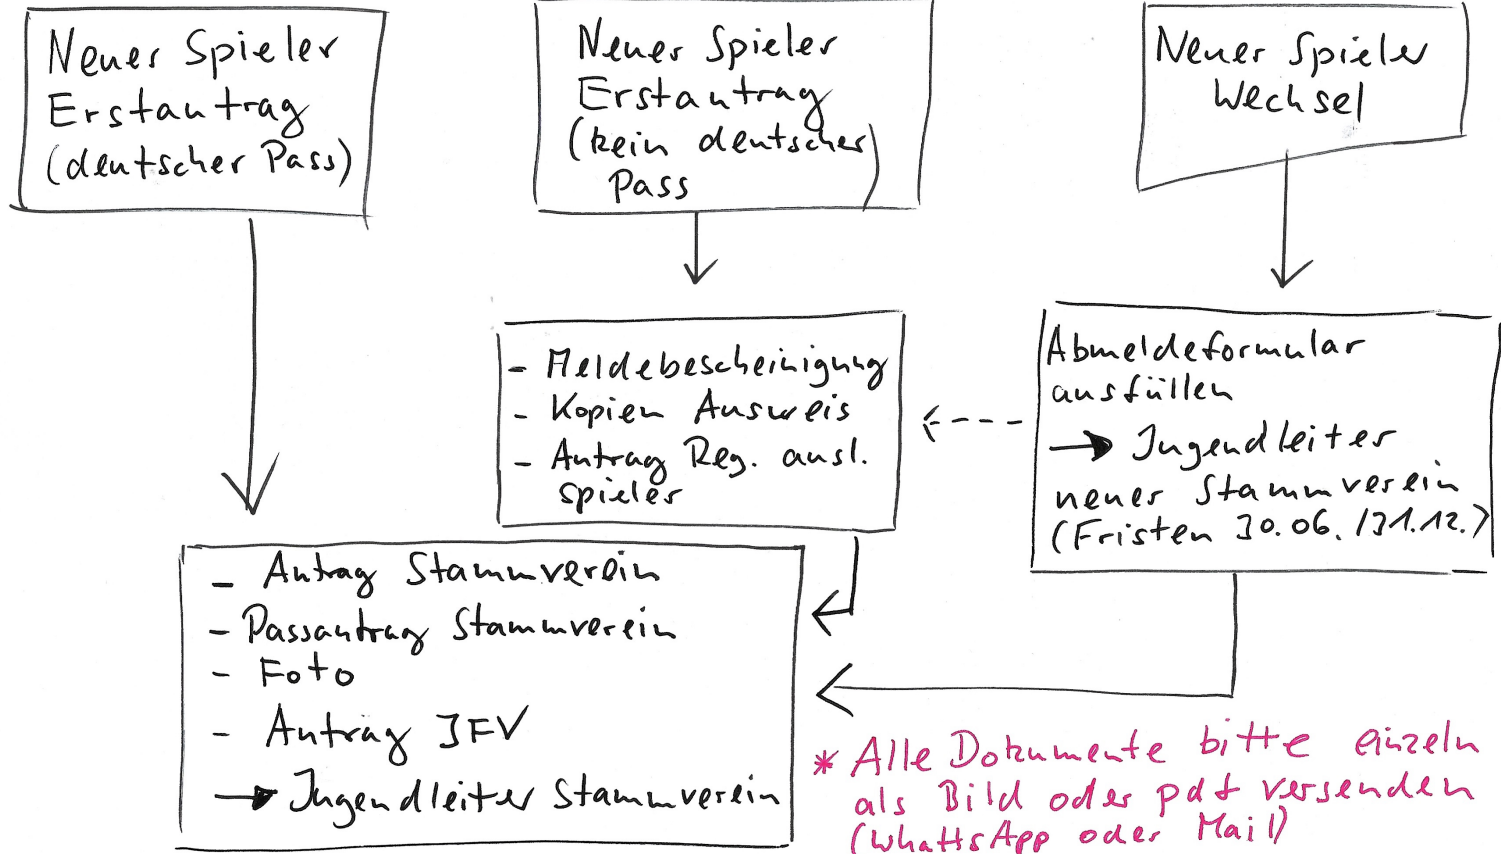 Neuer Spieler
Erstantrag
(deutscher Pass)
Neuer Spieler
Erstantrag
(kein deutscher
Pass)
Neuer Spieler
Wechsel
- Meldebescheinigung
- Kopien Ausweis
- Antrag Reg. ausl.
spieler
Abmeldeformular
ausfüllen
→ Jugendleiter
neuer Stammverein
(Fristen 30.06. / 31.12.)
- Antrag Stammverein
- Passantrag Stammverein
- Foto
- Antrag JFV
→ Jugendleiter Stammverein
* Alle Dokumente bitte einzeln
als Bild oder pdf versenden
(WhattsApp oder Mail)